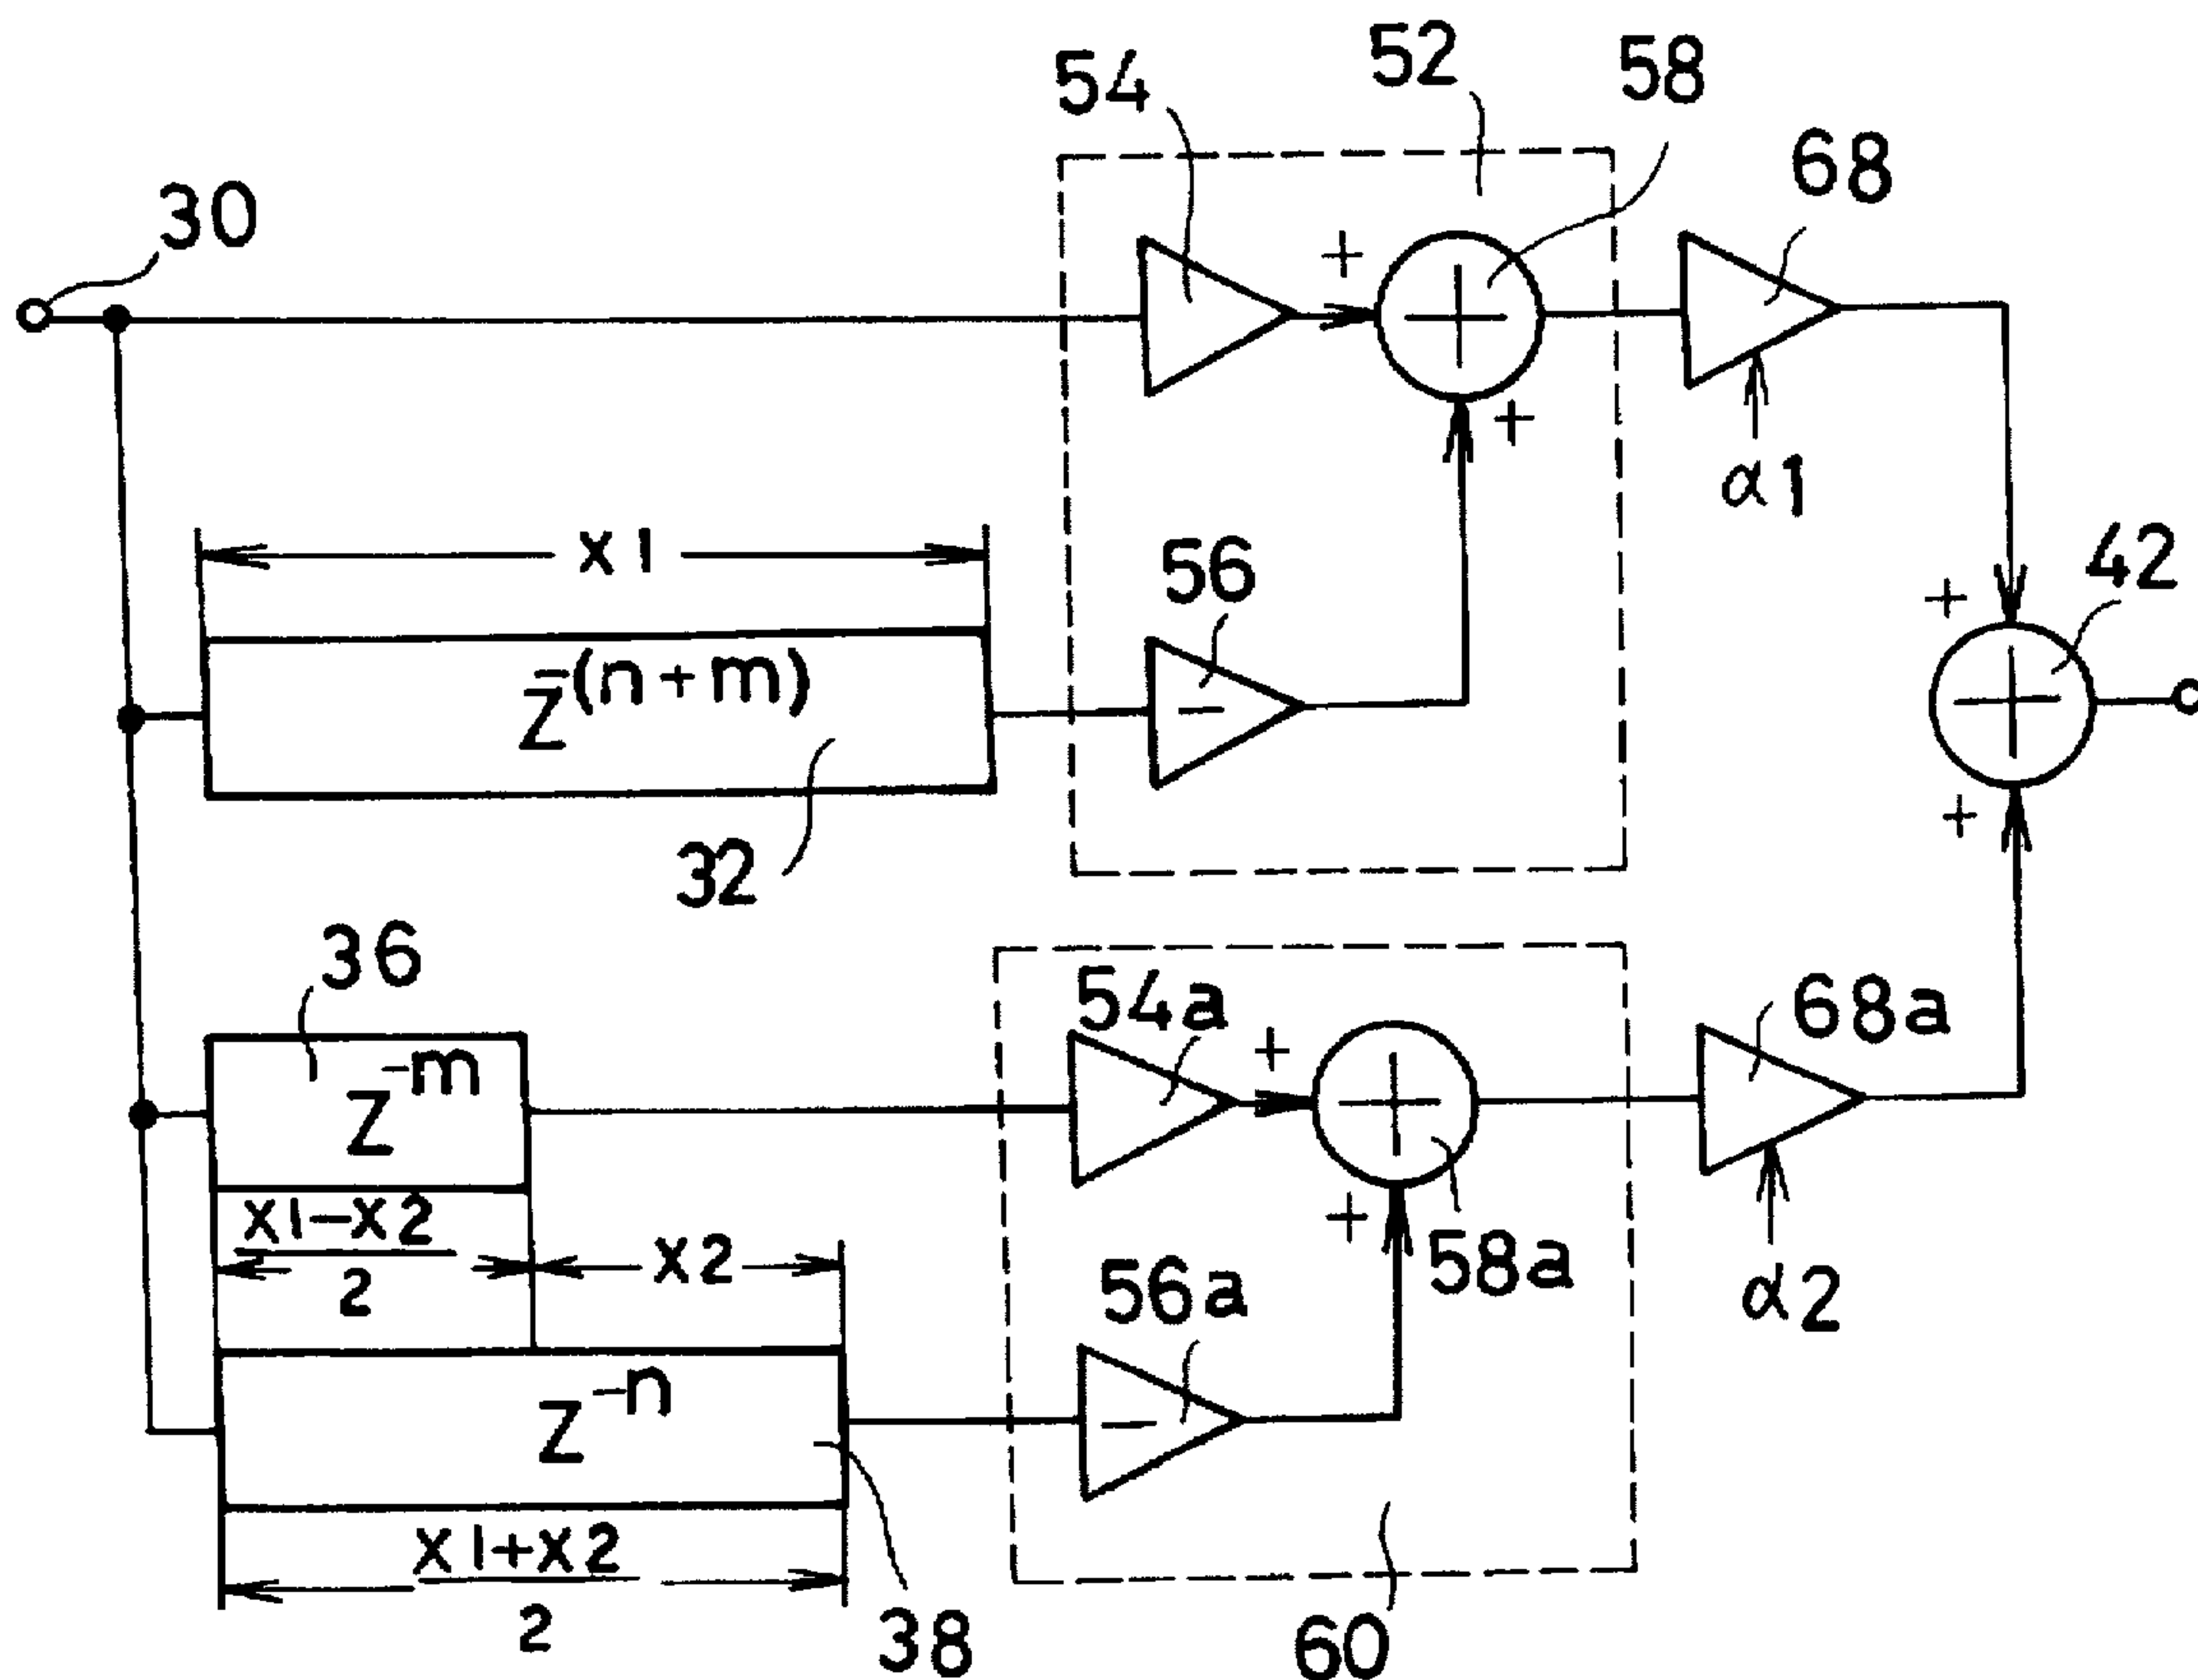 52
58
54
68
30
+
+
α1
X1
56
42
+
Z-(n+m)
-
32
+
36
54a
68a
+
Z-m
X1-X2
2
X2
+
58a
56a
α2
Z-n
-
38
X1+X2
2
60